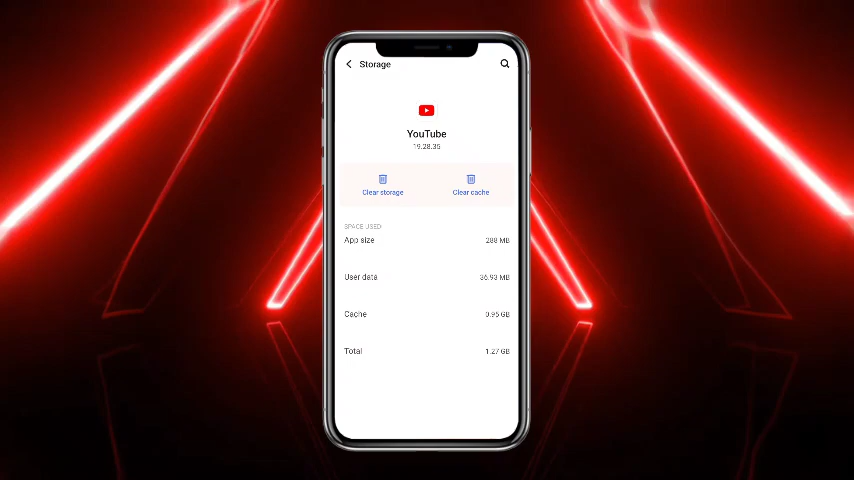 Storage
YouTube
19.28.35
Clear storage Clear cache
SPACE USED
App size 288 MB
User data 36.93 MB
Cache 0.95 GB
Total 1.27 GB